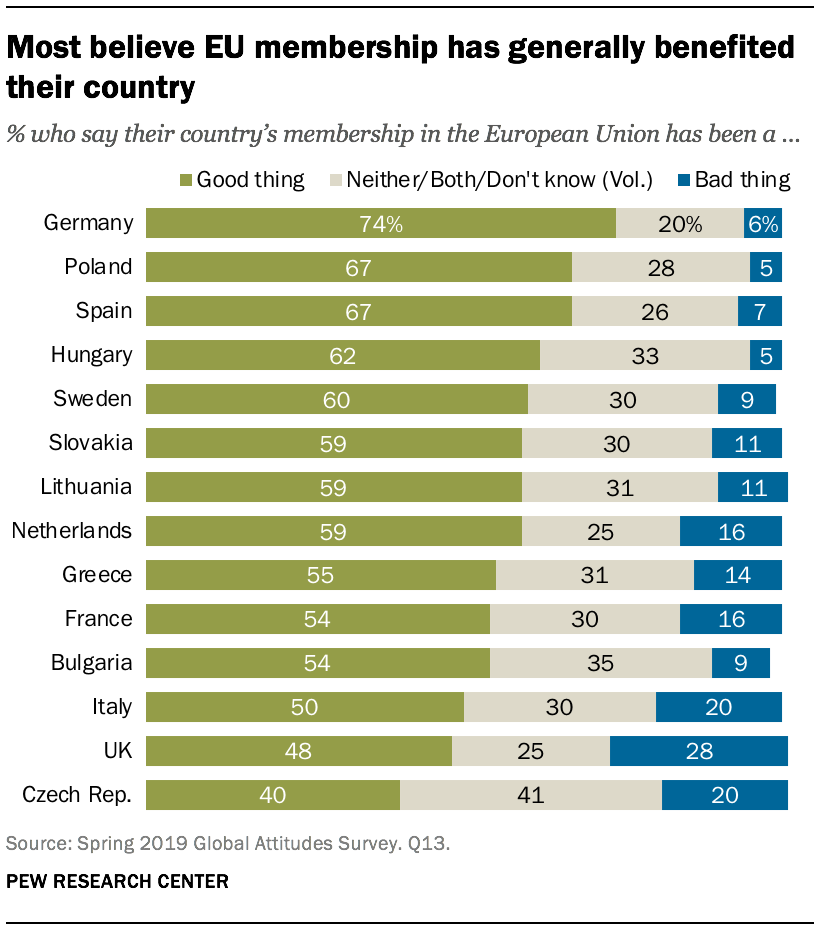 Most believe EU membership has generally benefited
their country
% who say their country's membership in the European Union has been a ...
Good thing Neither/Both/Don't know (Vol.) Bad thing
Germany 74% 20% 6%
Poland 67 28 5
Spain 67 26 7
Hungary 62 33 5
Sweden 60 30 9
Slovakia 59 30 11
Lithuania 59 31 11
Netherlands 59 25 16
Greece 55 31 14
France 54 30 16
Bulgaria 54 35 9
Italy 50 30 20
UK 48 25 28
Czech Rep. 40 41 20
Source: Spring 2019 Global Attitudes Survey. Q13.
PEW RESEARCH CENTER